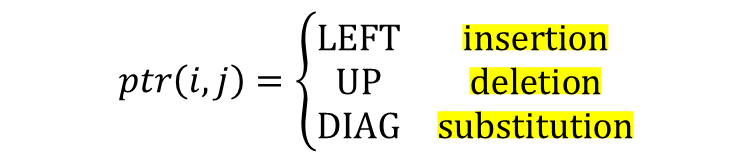 LEFT insertion
ptr(i,j) = { UP deletion
DIAG substitution